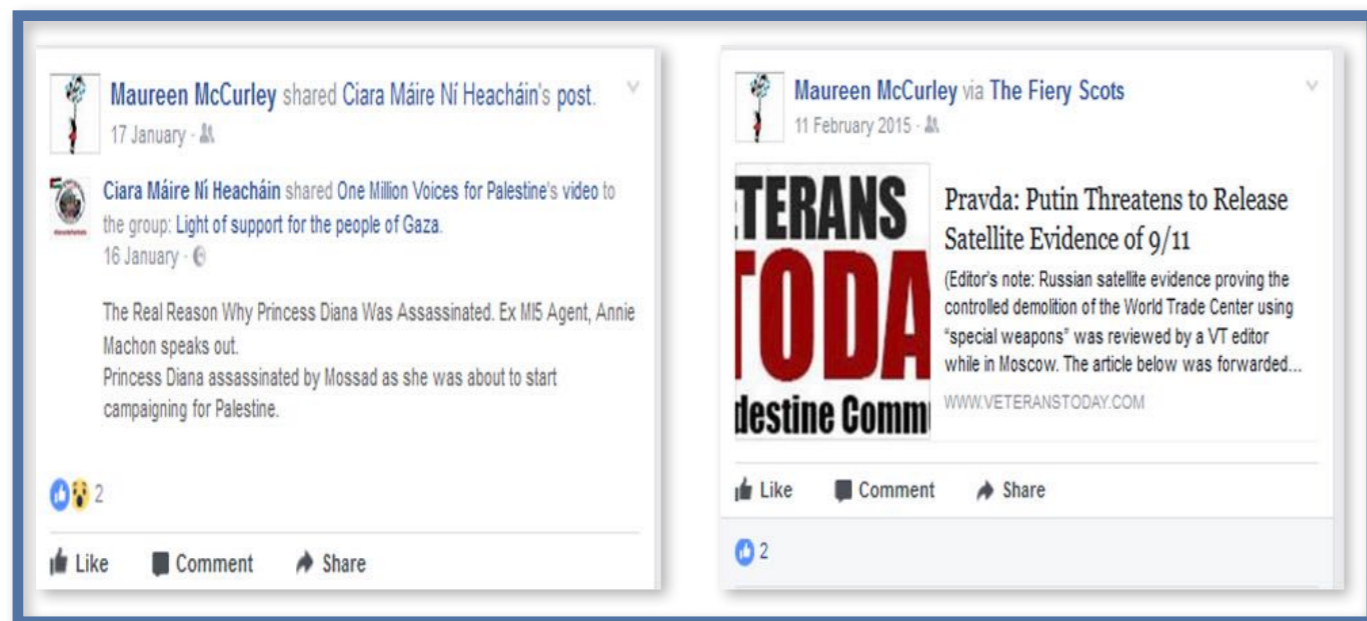 Maureen McCurley shared Ciara Máire Ní Heacháin's post.
17 January
Ciara Máire Ní Heacháin shared One Million Voices for Palestine's video to
the group: Light of support for the people of Gaza.
16 January
The Real Reason Why Princess Diana Was Assassinated. Ex MI5 Agent, Annie
Machon speaks out.
Princess Diana assassinated by Mossad as she was about to start
campaigning for Palestine.
2
Like Comment Share
Maureen McCurley via The Fiery Scots
11 February 2015
TERANS
TODA
destine Comm
Pravda: Putin Threatens to Release
Satellite Evidence of 9/11
(Editor's note: Russian satellite evidence proving the
controlled demolition of the World Trade Center using
“special weapons” was reviewed by a VT editor
while in Moscow. The article below was forwarded...
WWW.VETERANSTODAY.COM
Like Comment Share
2